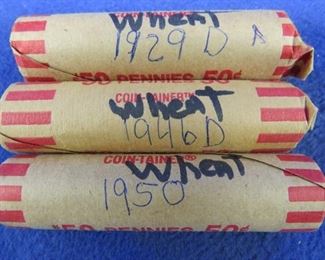 Wheat
1929 D
50 PENNIES 50¢
COIN-TAINER
Wheat
1946 D
COIN-TAINER®
Wheat
1950
50 PENNIES 50¢